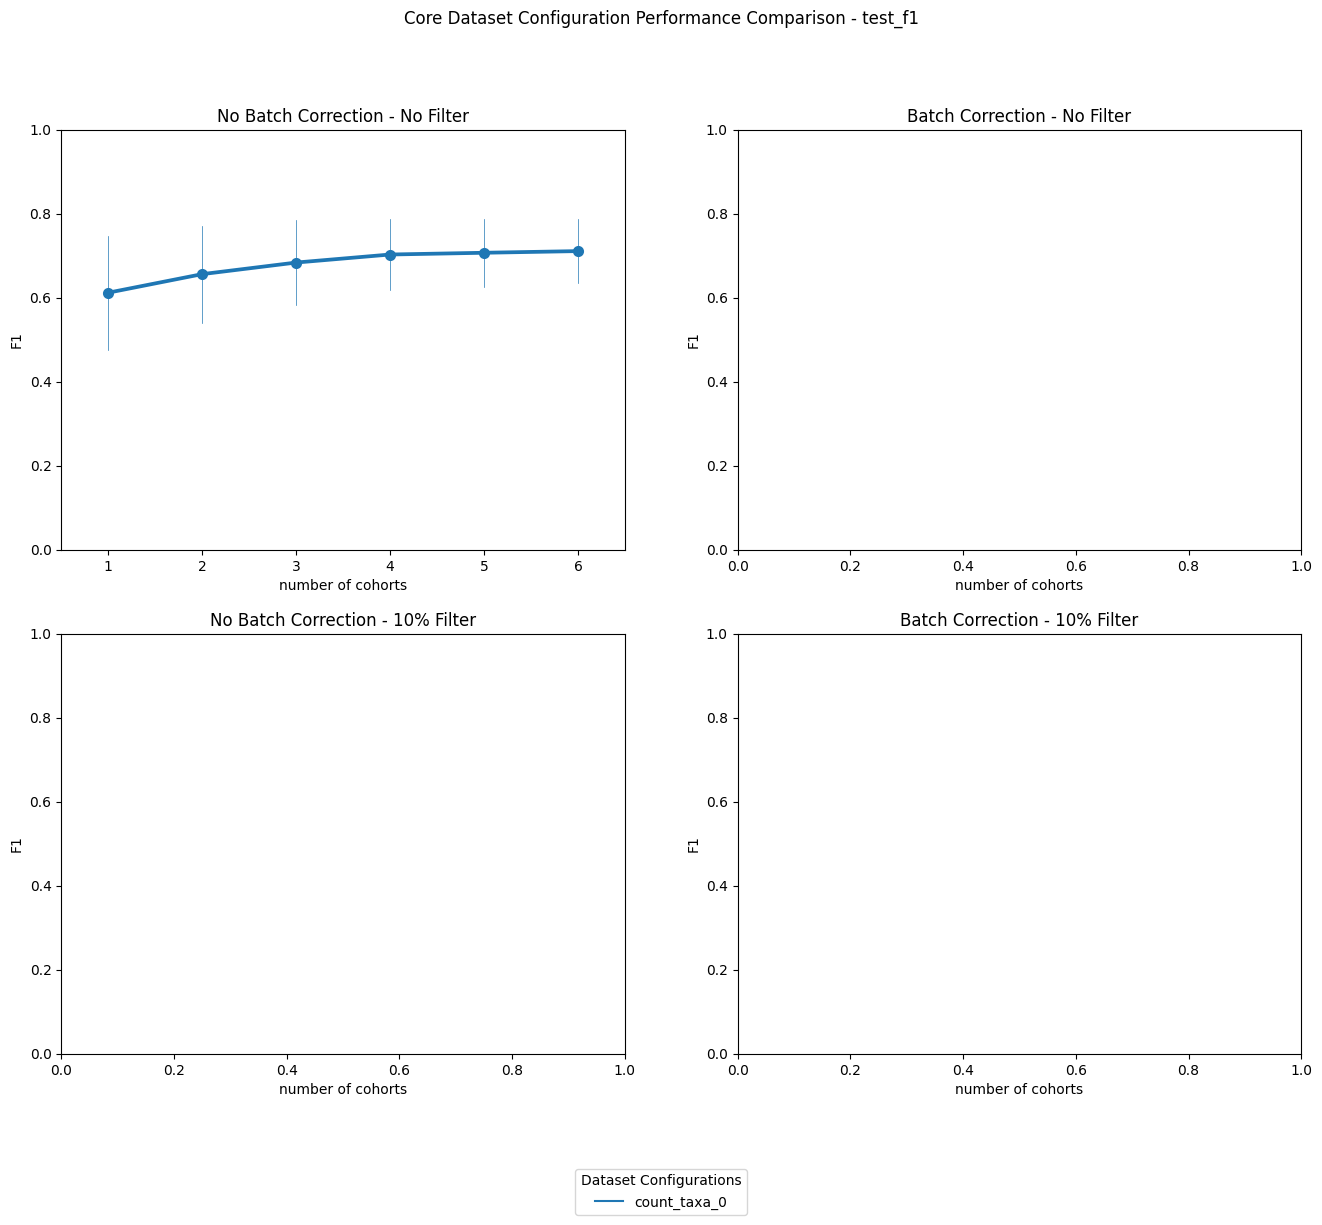 Core Dataset Configuration Performance Comparison - test_f1
No Batch Correction - No Filter
1.0
0.8
0.6
0.4
0.2
0.0
F1
1 2 3 4 5 6
number of cohorts
Batch Correction - No Filter
1.0
0.8
0.6
0.4
0.2
0.0
F1
0.0 0.2 0.4 0.6 0.8 1.0
number of cohorts
No Batch Correction - 10% Filter
1.0
0.8
0.6
0.4
0.2
0.0
F1
0.0 0.2 0.4 0.6 0.8 1.0
number of cohorts
Batch Correction - 10% Filter
1.0
0.8
0.6
0.4
0.2
0.0
F1
0.0 0.2 0.4 0.6 0.8 1.0
number of cohorts
Dataset Configurations
count_taxa_0